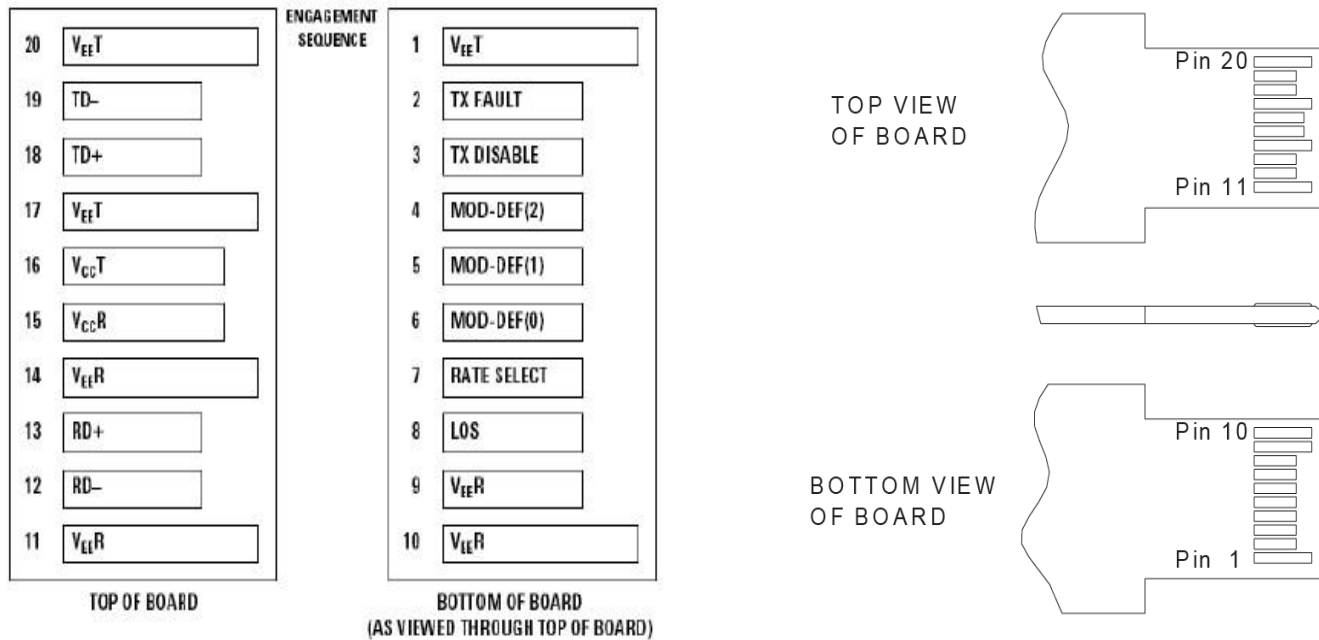 ENGAGEMENT
SEQUENCE
20 VEET
19 TD–
18 TD+
17 VEET
16 VCCT
15 VCCR
14 VEER
13 RD+
12 RD–
11 VEER
TOP OF BOARD
1 VEET
2 TX FAULT
3 TX DISABLE
4 MOD-DEF(2)
5 MOD-DEF(1)
6 MOD-DEF(0)
7 RATE SELECT
8 LOS
9 VEER
10 VEER
BOTTOM OF BOARD
(AS VIEWED THROUGH TOP OF BOARD)
TOP VIEW
OF BOARD
Pin 20
Pin 11
BOTTOM VIEW
OF BOARD
Pin 10
Pin 1